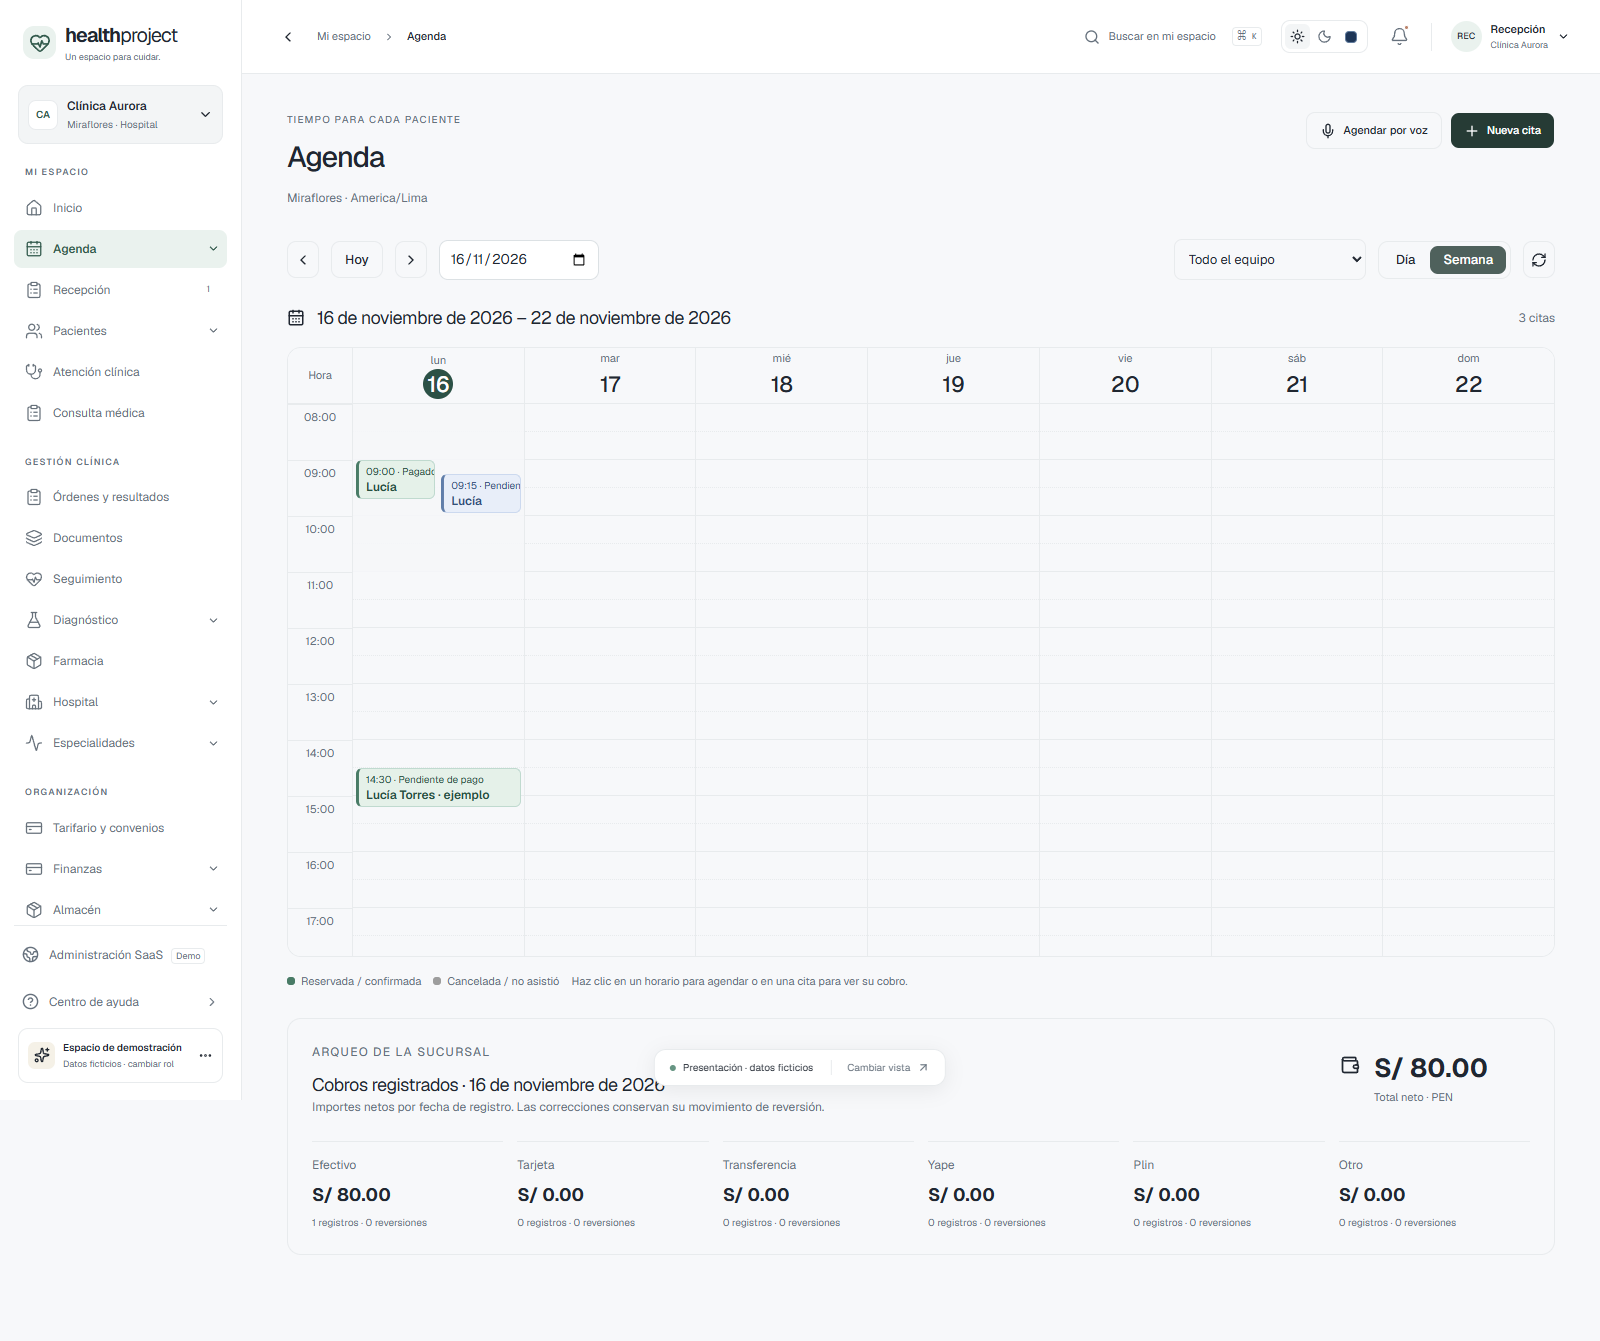 healthproject
Un espacio para cuidar.
CA
Clínica Aurora
Miraflores · Hospital
MI ESPACIO
Inicio
Agenda
Recepción 1
Pacientes
Atención clínica
Consulta médica
GESTIÓN CLÍNICA
Órdenes y resultados
Documentos
Seguimiento
Diagnóstico
Farmacia
Hospital
Especialidades
ORGANIZACIÓN
Tarifario y convenios
Finanzas
Almacén
Administración SaaS Demo
Centro de ayuda
Espacio de demostración
Datos ficticios · cambiar rol
Mi espacio > Agenda
Buscar en mi espacio ⌘ K
REC
Recepción
Clínica Aurora
TIEMPO PARA CADA PACIENTE
Agenda
Miraflores · America/Lima
Agendar por voz
Nueva cita
Hoy
16/11/2026
Todo el equipo
Día
Semana
16 de noviembre de 2026 – 22 de noviembre de 2026
3 citas
Hora
lun 16
mar 17
mié 18
jue 19
vie 20
sáb 21
dom 22
08:00
09:00
09:00 · Pagado
Lucía
09:15 · Pendien
Lucía
10:00
11:00
12:00
13:00
14:00
14:30 · Pendiente de pago
Lucía Torres · ejemplo
15:00
16:00
17:00
Reservada / confirmada
Cancelada / no asistió
Haz clic en un horario para agendar o en una cita para ver su cobro.
ARQUEO DE LA SUCURSAL
Cobros registrados · 16 de noviembre de 2026
Importes netos por fecha de registro. Las correcciones conservan su movimiento de reversión.
Presentación · datos ficticios
Cambiar vista
S/ 80.00
Total neto · PEN
Efectivo
S/ 80.00
1 registros · 0 reversiones
Tarjeta
S/ 0.00
0 registros · 0 reversiones
Transferencia
S/ 0.00
0 registros · 0 reversiones
Yape
S/ 0.00
0 registros · 0 reversiones
Plin
S/ 0.00
0 registros · 0 reversiones
Otro
S/ 0.00
0 registros · 0 reversiones